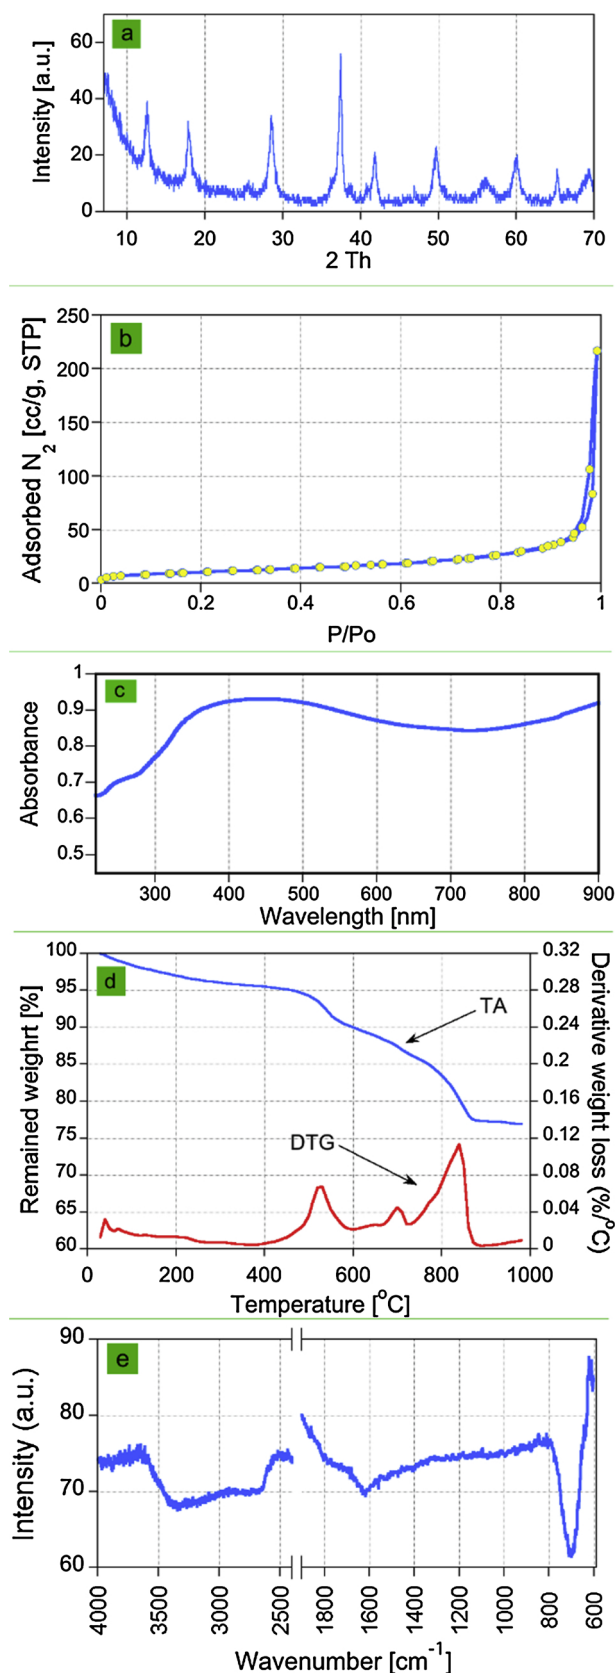 a
60
40
20
0
Intensity [a.u.]
10 20 30 40 50 60 70
2 Th
b
250
200
150
100
50
0
Adsorbed N2 [cc/g, STP]
0 0.2 0.4 0.6 0.8 1
P/Po
c
1
0.9
0.8
0.7
0.6
0.5
Absorbance
300 400 500 600 700 800 900
Wavelength [nm]
d
100
95
90
85
80
75
70
65
60
Remained weighrt [%]
0.32
0.28
0.24
0.2
0.16
0.12
0.08
0.04
0
Derivative weight
loss (%/oC)
TA
DTG
0 200 400 600 800 1000
Temperature [oC]
e
90
80
70
60
Intensity (a.u.)
4000 3500 3000 2500 1800 1600 1400 1200 1000 800 600
Wavenumber [cm-1]